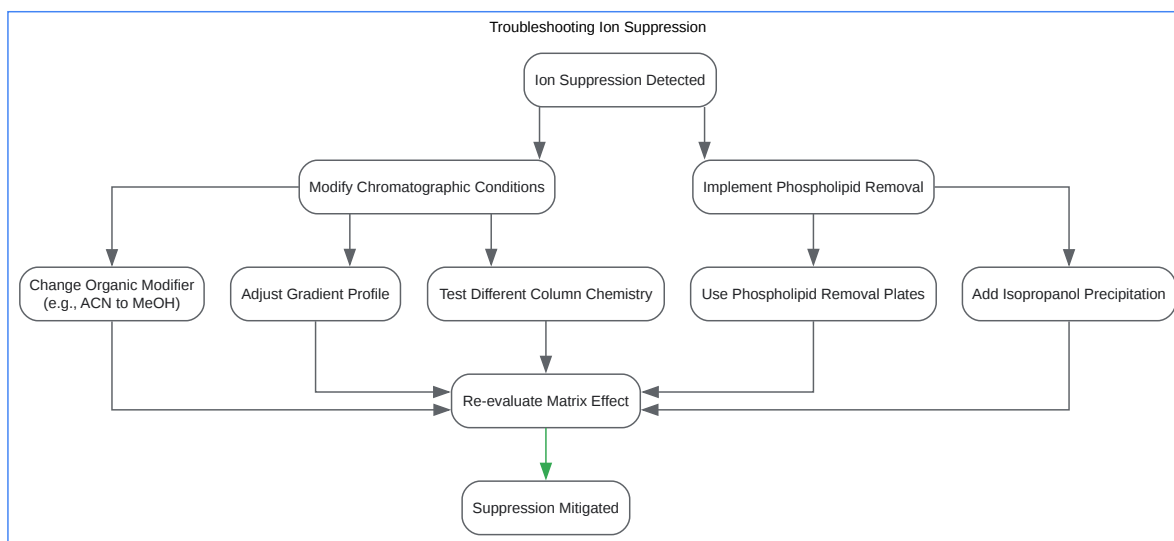 Troubleshooting Ion Suppression
Ion Suppression Detected
Modify Chromatographic Conditions
Implement Phospholipid Removal
Change Organic Modifier
(e.g., ACN to MeOH)
Adjust Gradient Profile
Test Different Column Chemistry
Use Phospholipid Removal Plates
Add Isopropanol Precipitation
Re-evaluate Matrix Effect
Suppression Mitigated